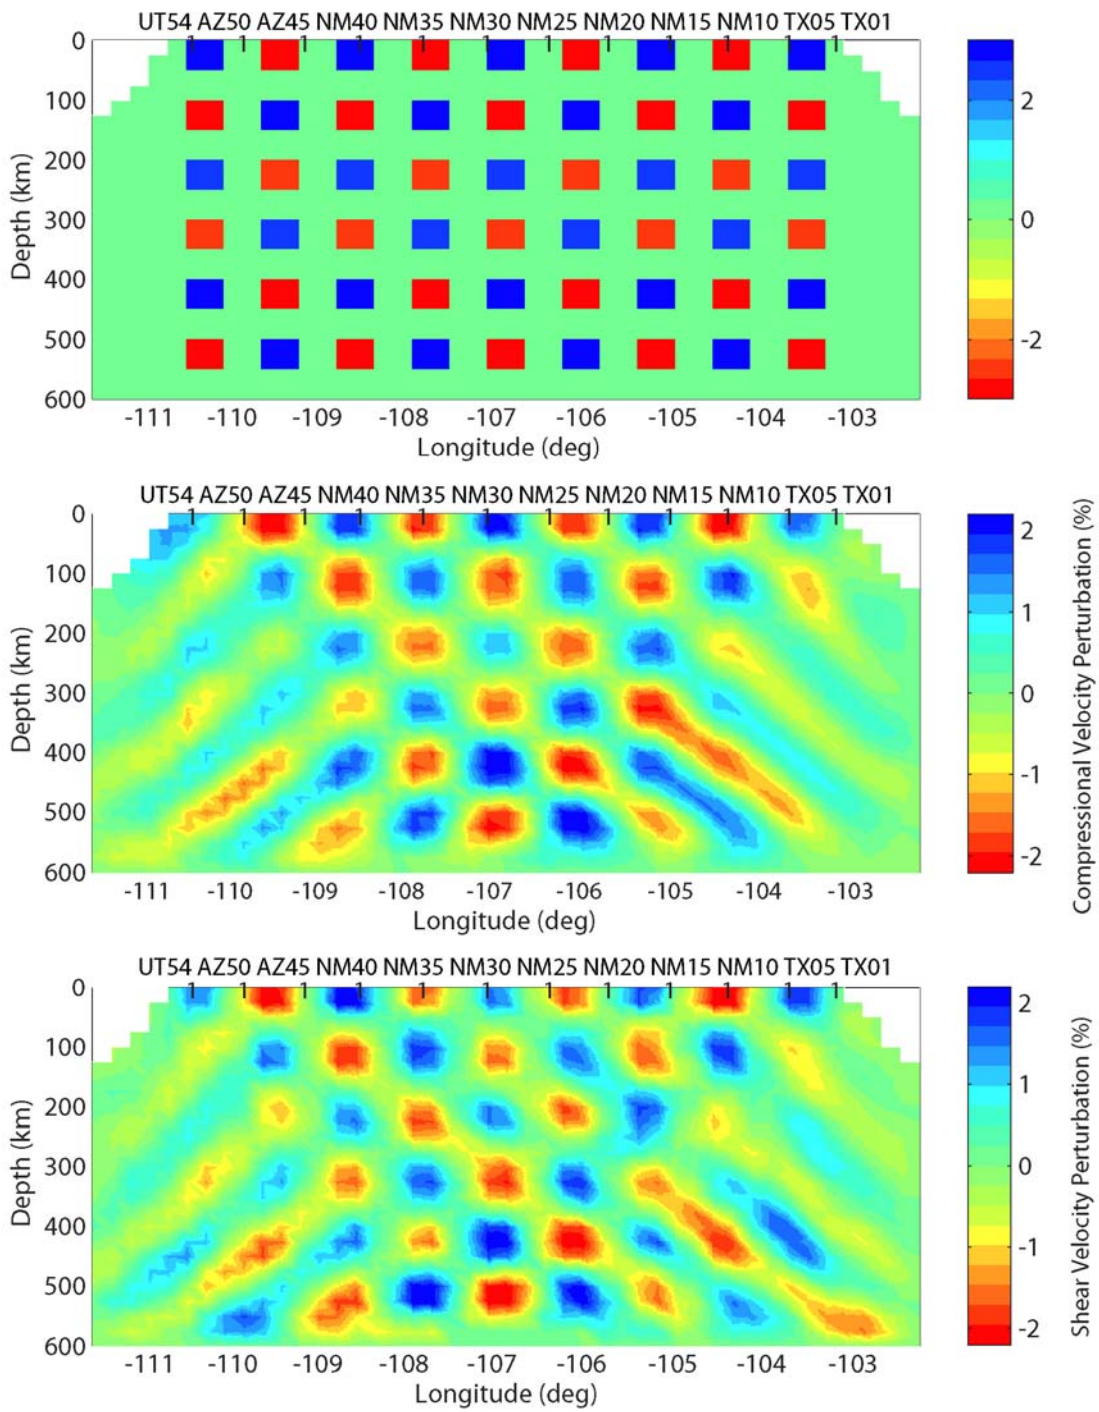 UT54 AZ50 AZ45 NM40 NM35 NM30 NM25 NM20 NM15 NM10 TX05 TX01
0
100
200
300
400
500
600
Depth (km)
-111 -110 -109 -108 -107 -106 -105 -104 -103
Longitude (deg)
2
0
-2
UT54 AZ50 AZ45 NM40 NM35 NM30 NM25 NM20 NM15 NM10 TX05 TX01
0
100
200
300
400
500
600
Depth (km)
-111 -110 -109 -108 -107 -106 -105 -104 -103
Longitude (deg)
2
1
0
-1
-2
Compressional Velocity Perturbation (%)
UT54 AZ50 AZ45 NM40 NM35 NM30 NM25 NM20 NM15 NM10 TX05 TX01
0
100
200
300
400
500
600
Depth (km)
-111 -110 -109 -108 -107 -106 -105 -104 -103
Longitude (deg)
2
1
0
-1
-2
Shear Velocity Perturbation (%)